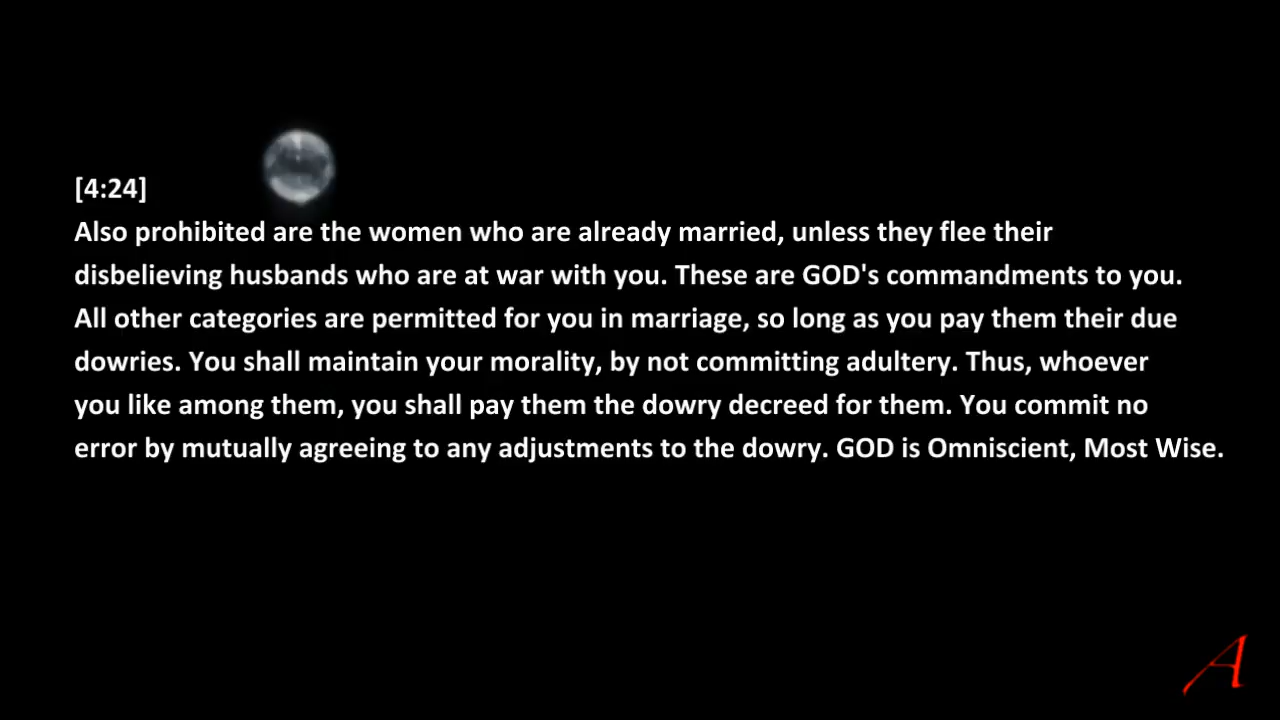 [4:24]
Also prohibited are the women who are already married, unless they flee their
disbelieving husbands who are at war with you. These are GOD's commandments to you.
All other categories are permitted for you in marriage, so long as you pay them their due
dowries. You shall maintain your morality, by not committing adultery. Thus, whoever
you like among them, you shall pay them the dowry decreed for them. You commit no
error by mutually agreeing to any adjustments to the dowry. GOD is Omniscient, Most Wise.
A